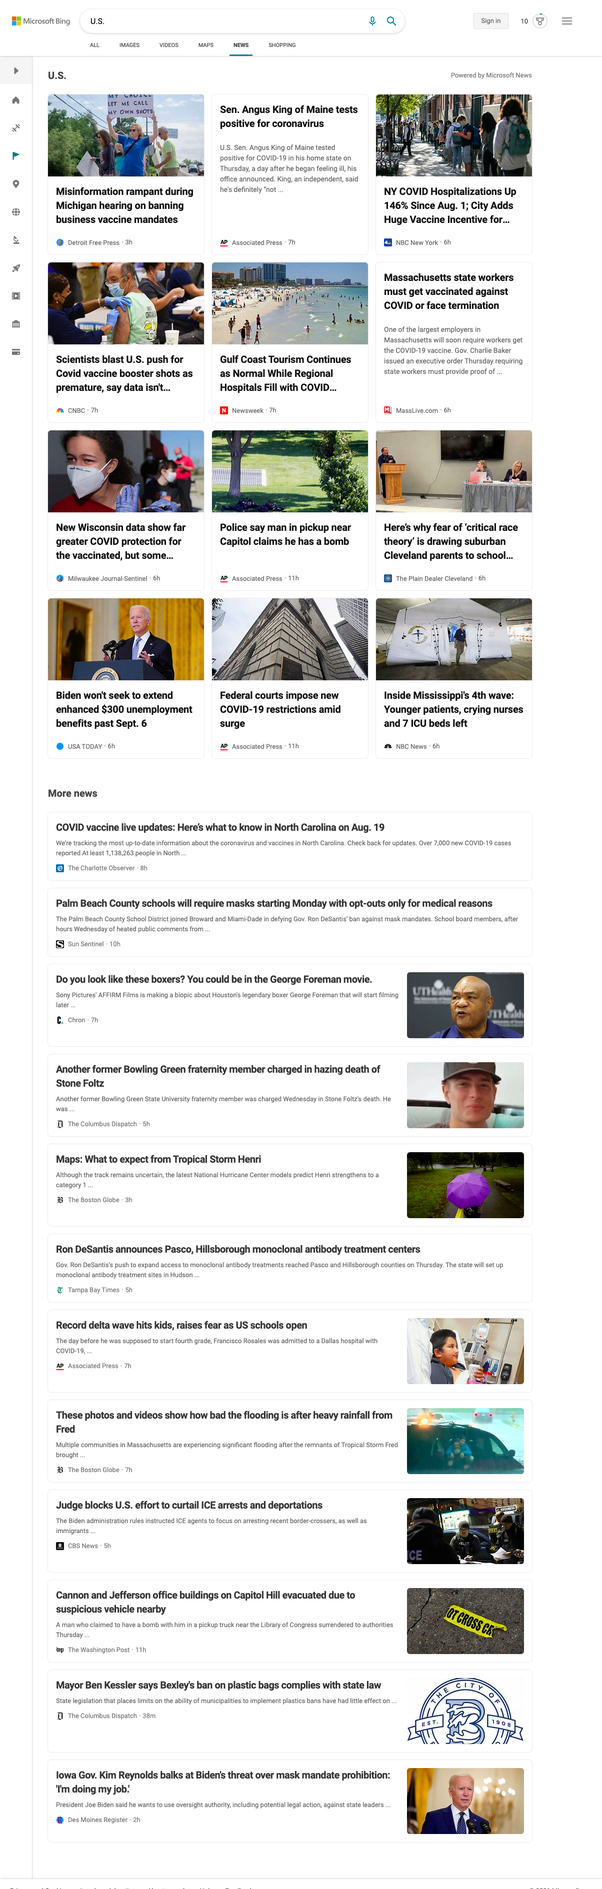 Microsoft Bing
U.S.
Sign in
10
ALL IMAGES VIDEOS MAPS NEWS SHOPPING
U.S.
Powered by Microsoft News
MY CHOICE
LET ME CALL
MY OWN SHOTS
Misinformation rampant during
Michigan hearing on banning
business vaccine mandates
Detroit Free Press · 3h
Sen. Angus King of Maine tests
positive for coronavirus
U.S. Sen. Angus King of Maine tested
positive for COVID-19 in his home state on
Thursday, a day after he began feeling ill, his
office announced. King, an independent, said
he's definitely "not ...
AP Associated Press · 7h
NY COVID Hospitalizations Up
146% Since Aug. 1; City Adds
Huge Vaccine Incentive for...
NBC New York · 6h
Scientists blast U.S. push for
Covid vaccine booster shots as
premature, say data isn't...
CNBC · 7h
Gulf Coast Tourism Continues
as Normal While Regional
Hospitals Fill with COVID...
N Newsweek · 7h
Massachusetts state workers
must get vaccinated against
COVID or face termination
One of the largest employers in
Massachusetts will soon require workers get
the COVID-19 vaccine. Gov. Charlie Baker
issued an executive order Thursday requiring
state workers must provide proof of ...
MassLive.com · 6h
New Wisconsin data show far
greater COVID protection for
the vaccinated, but some...
Milwaukee Journal-Sentinel · 6h
Police say man in pickup near
Capitol claims he has a bomb
AP Associated Press · 11h
Here's why fear of 'critical race
theory' is drawing suburban
Cleveland parents to school...
The Plain Dealer Cleveland · 6h
Biden won't seek to extend
enhanced $300 unemployment
benefits past Sept. 6
USA TODAY · 6h
Federal courts impose new
COVID-19 restrictions amid
surge
AP Associated Press · 11h
Inside Mississippi's 4th wave:
Younger patients, crying nurses
and 7 ICU beds left
NBC News · 6h
More news
COVID vaccine live updates: Here's what to know in North Carolina on Aug. 19
We're tracking the most up-to-date information about the coronavirus and vaccines in North Carolina. Check back for updates. Over 7,000 new COVID-19 cases
reported At least 1,138,263 people in North ...
The Charlotte Observer · 8h
Palm Beach County schools will require masks starting Monday with opt-outs only for medical reasons
The Palm Beach County School District joined Broward and Miami-Dade in defying Gov. Ron DeSantis' ban against mask mandates. School board members, after
hours Wednesday of heated public comments from ...
Sun Sentinel · 10h
Do you look like these boxers? You could be in the George Foreman movie.
Sony Pictures' AFFIRM Films is making a biopic about Houston's legendary boxer George Foreman that will start filming
later ...
Chron · 7h
UTHealth
Another former Bowling Green fraternity member charged in hazing death of
Stone Foltz
Another former Bowling Green State University fraternity member was charged Wednesday in Stone Foltz's death. He
was ...
The Columbus Dispatch · 5h
Maps: What to expect from Tropical Storm Henri
Although the track remains uncertain, the latest National Hurricane Center models predict Henri strengthens to a
category 1 ...
The Boston Globe · 3h
Ron DeSantis announces Pasco, Hillsborough monoclonal antibody treatment centers
Gov. Ron DeSantis's push to expand access to monoclonal antibody treatments reached Pasco and Hillsborough counties on Thursday. The state will set up
monoclonal antibody treatment sites in Hudson ...
Tampa Bay Times · 5h
Record delta wave hits kids, raises fear as US schools open
The day before he was supposed to start fourth grade, Francisco Rosales was admitted to a Dallas hospital with
COVID-19, ...
AP Associated Press · 7h
These photos and videos show how bad the flooding is after heavy rainfall from
Fred
Multiple communities in Massachusetts are experiencing significant flooding after the remnants of Tropical Storm Fred
brought ...
The Boston Globe · 7h
Judge blocks U.S. effort to curtail ICE arrests and deportations
The Biden administration rules instructed ICE agents to focus on arresting recent border-crossers, as well as
immigrants ...
CBS News · 5h
Cannon and Jefferson office buildings on Capitol Hill evacuated due to
suspicious vehicle nearby
A man who claimed to have a bomb with him in a pickup truck near the Library of Congress surrendered to authorities
Thursday ...
wp The Washington Post · 11h
OT CROSS
Mayor Ben Kessler says Bexley's ban on plastic bags complies with state law
State legislation that places limits on the ability of municipalities to implement plastics bans have had little effect on ...
The Columbus Dispatch · 38m
THE CITY OF
EST. B 1908
Iowa Gov. Kim Reynolds balks at Biden's threat over mask mandate prohibition:
'I'm doing my job.'
President Joe Biden said he wants to use oversight authority, including potential legal action, against state leaders ...
Des Moines Register · 2h